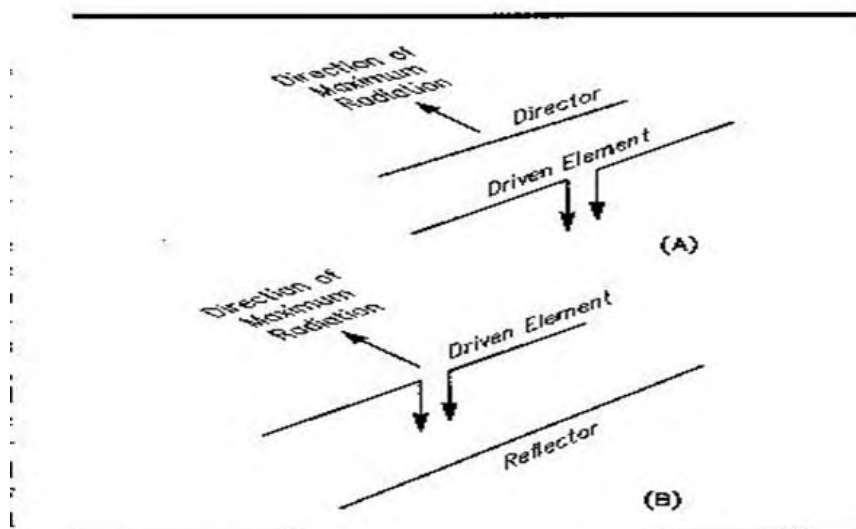 Direction of
Maximum
Radiation
Director
Driven Element
(A)
Direction of
Maximum
Radiation
Driven Element
Reflector
(B)